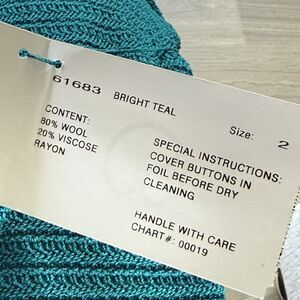 61683 BRIGHT TEAL
Size: 2
CONTENT:
80% WOOL
20% VISCOSE
RAYON
SPECIAL INSTRUCTIONS:
COVER BUTTONS IN
FOIL BEFORE DRY
CLEANING
HANDLE WITH CARE
CHART#: 00019